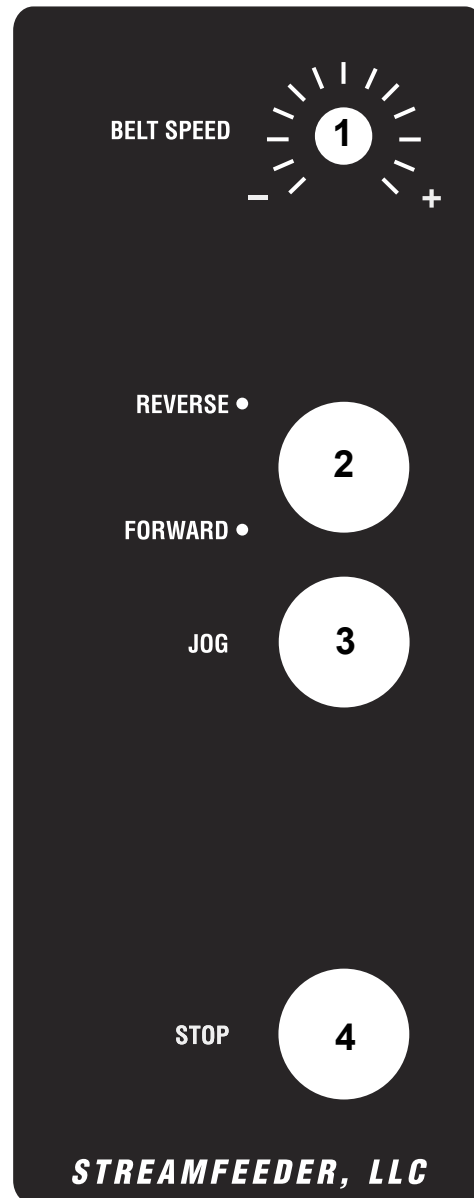 BELT SPEED
1
– +
REVERSE •
2
FORWARD •
JOG
3
STOP
4
STREAMFEEDER, LLC